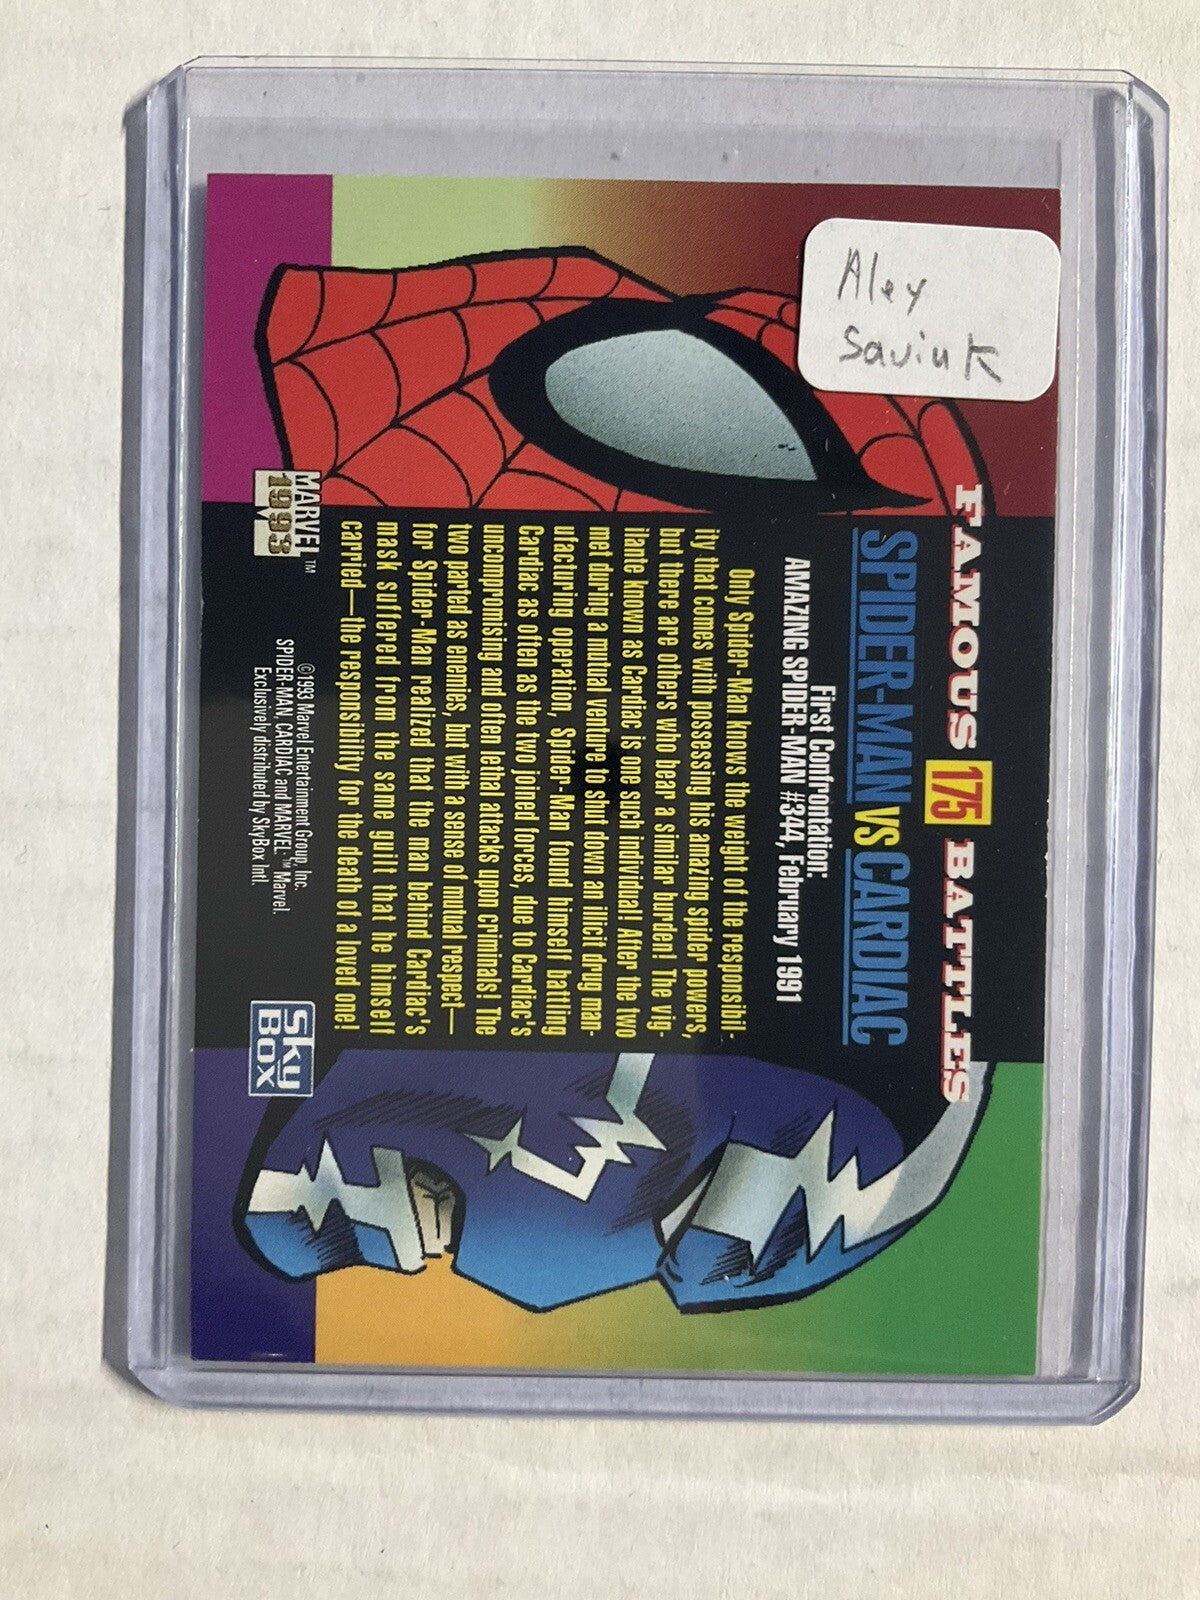 Alex
Saviuk
FAMOUS 175 BATTLES
SPIDER-MAN VS CARDIAC
First Confrontation:
AMAZING SPIDER-MAN #344, February 1991
Only Spider-Man knows the weight of the responsibil-
ity that comes with possessing his amazing spider powers,
but there are others who bear a similar burden! The vig-
ilante known as Cardiac is one such individual! After the two
met during a mutual venture to shut down an illicit drug man-
ufacturing operation, Spider-Man found himself battling
Cardiac as often as the two joined forces, due to Cardiac's
uncompromising and often lethal attacks upon criminals! The
two parted as enemies, but with a sense of mutual respect—
for Spider-Man realized that the man behind Cardiac's
mask suffered from the same guilt that he himself
carried—the responsibility for the death of a loved one!
MARVEL™
1993
©1993 Marvel Entertainment Group, Inc.
SPIDER-MAN, CARDIAC and MARVEL: ™ Marvel.
Exclusively distributed by SkyBox Intl.
Sky
BOX